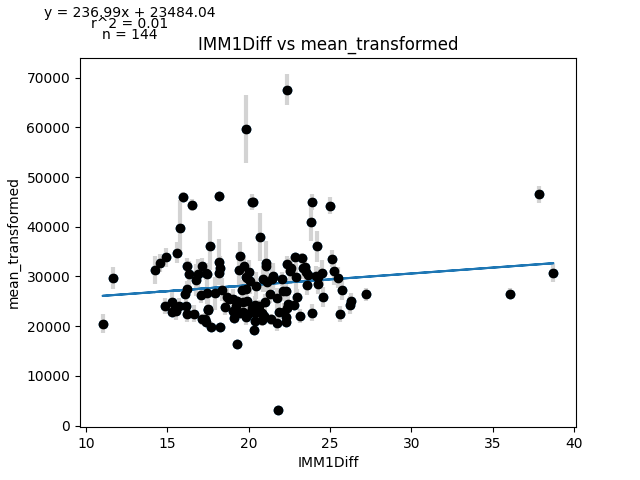 y = 236.99x + 23484.04
r^2 = 0.01
n = 144
IMM1Diff vs mean_transformed
70000
60000
50000
40000
30000
20000
10000
0
mean_transformed
10 15 20 25 30 35 40
IMM1Diff